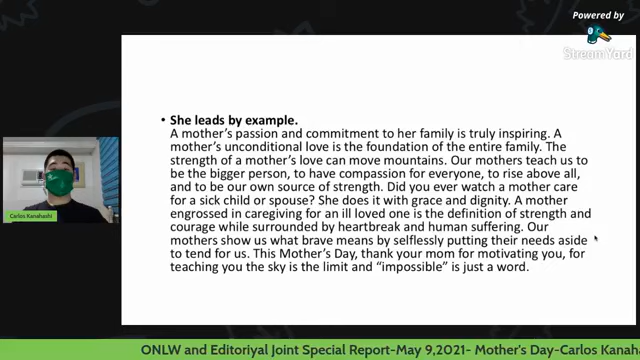 Powered by
StreamYard
• She leads by example.
A mother's passion and commitment to her family is truly inspiring. A
mother's unconditional love is the foundation of the entire family. The
strength of a mother's love can move mountains. Our mothers teach us to
be the bigger person, to have compassion for everyone, to rise above all,
and to be our own source of strength. Did you ever watch a mother care
for a sick child or spouse? She does it with grace and dignity. A mother
engrossed in caregiving for an ill loved one is the definition of strength and
courage while surrounded by heartbreak and human suffering. Our
mothers show us what brave means by selflessly putting their needs aside
to tend for us. This Mother's Day, thank your mom for motivating you, for
teaching you the sky is the limit and “impossible” is just a word.
Carlos Kanahashi
ONLW and Editoriyal Joint Special Report-May 9,2021- Mother's Day-Carlos Kanaha